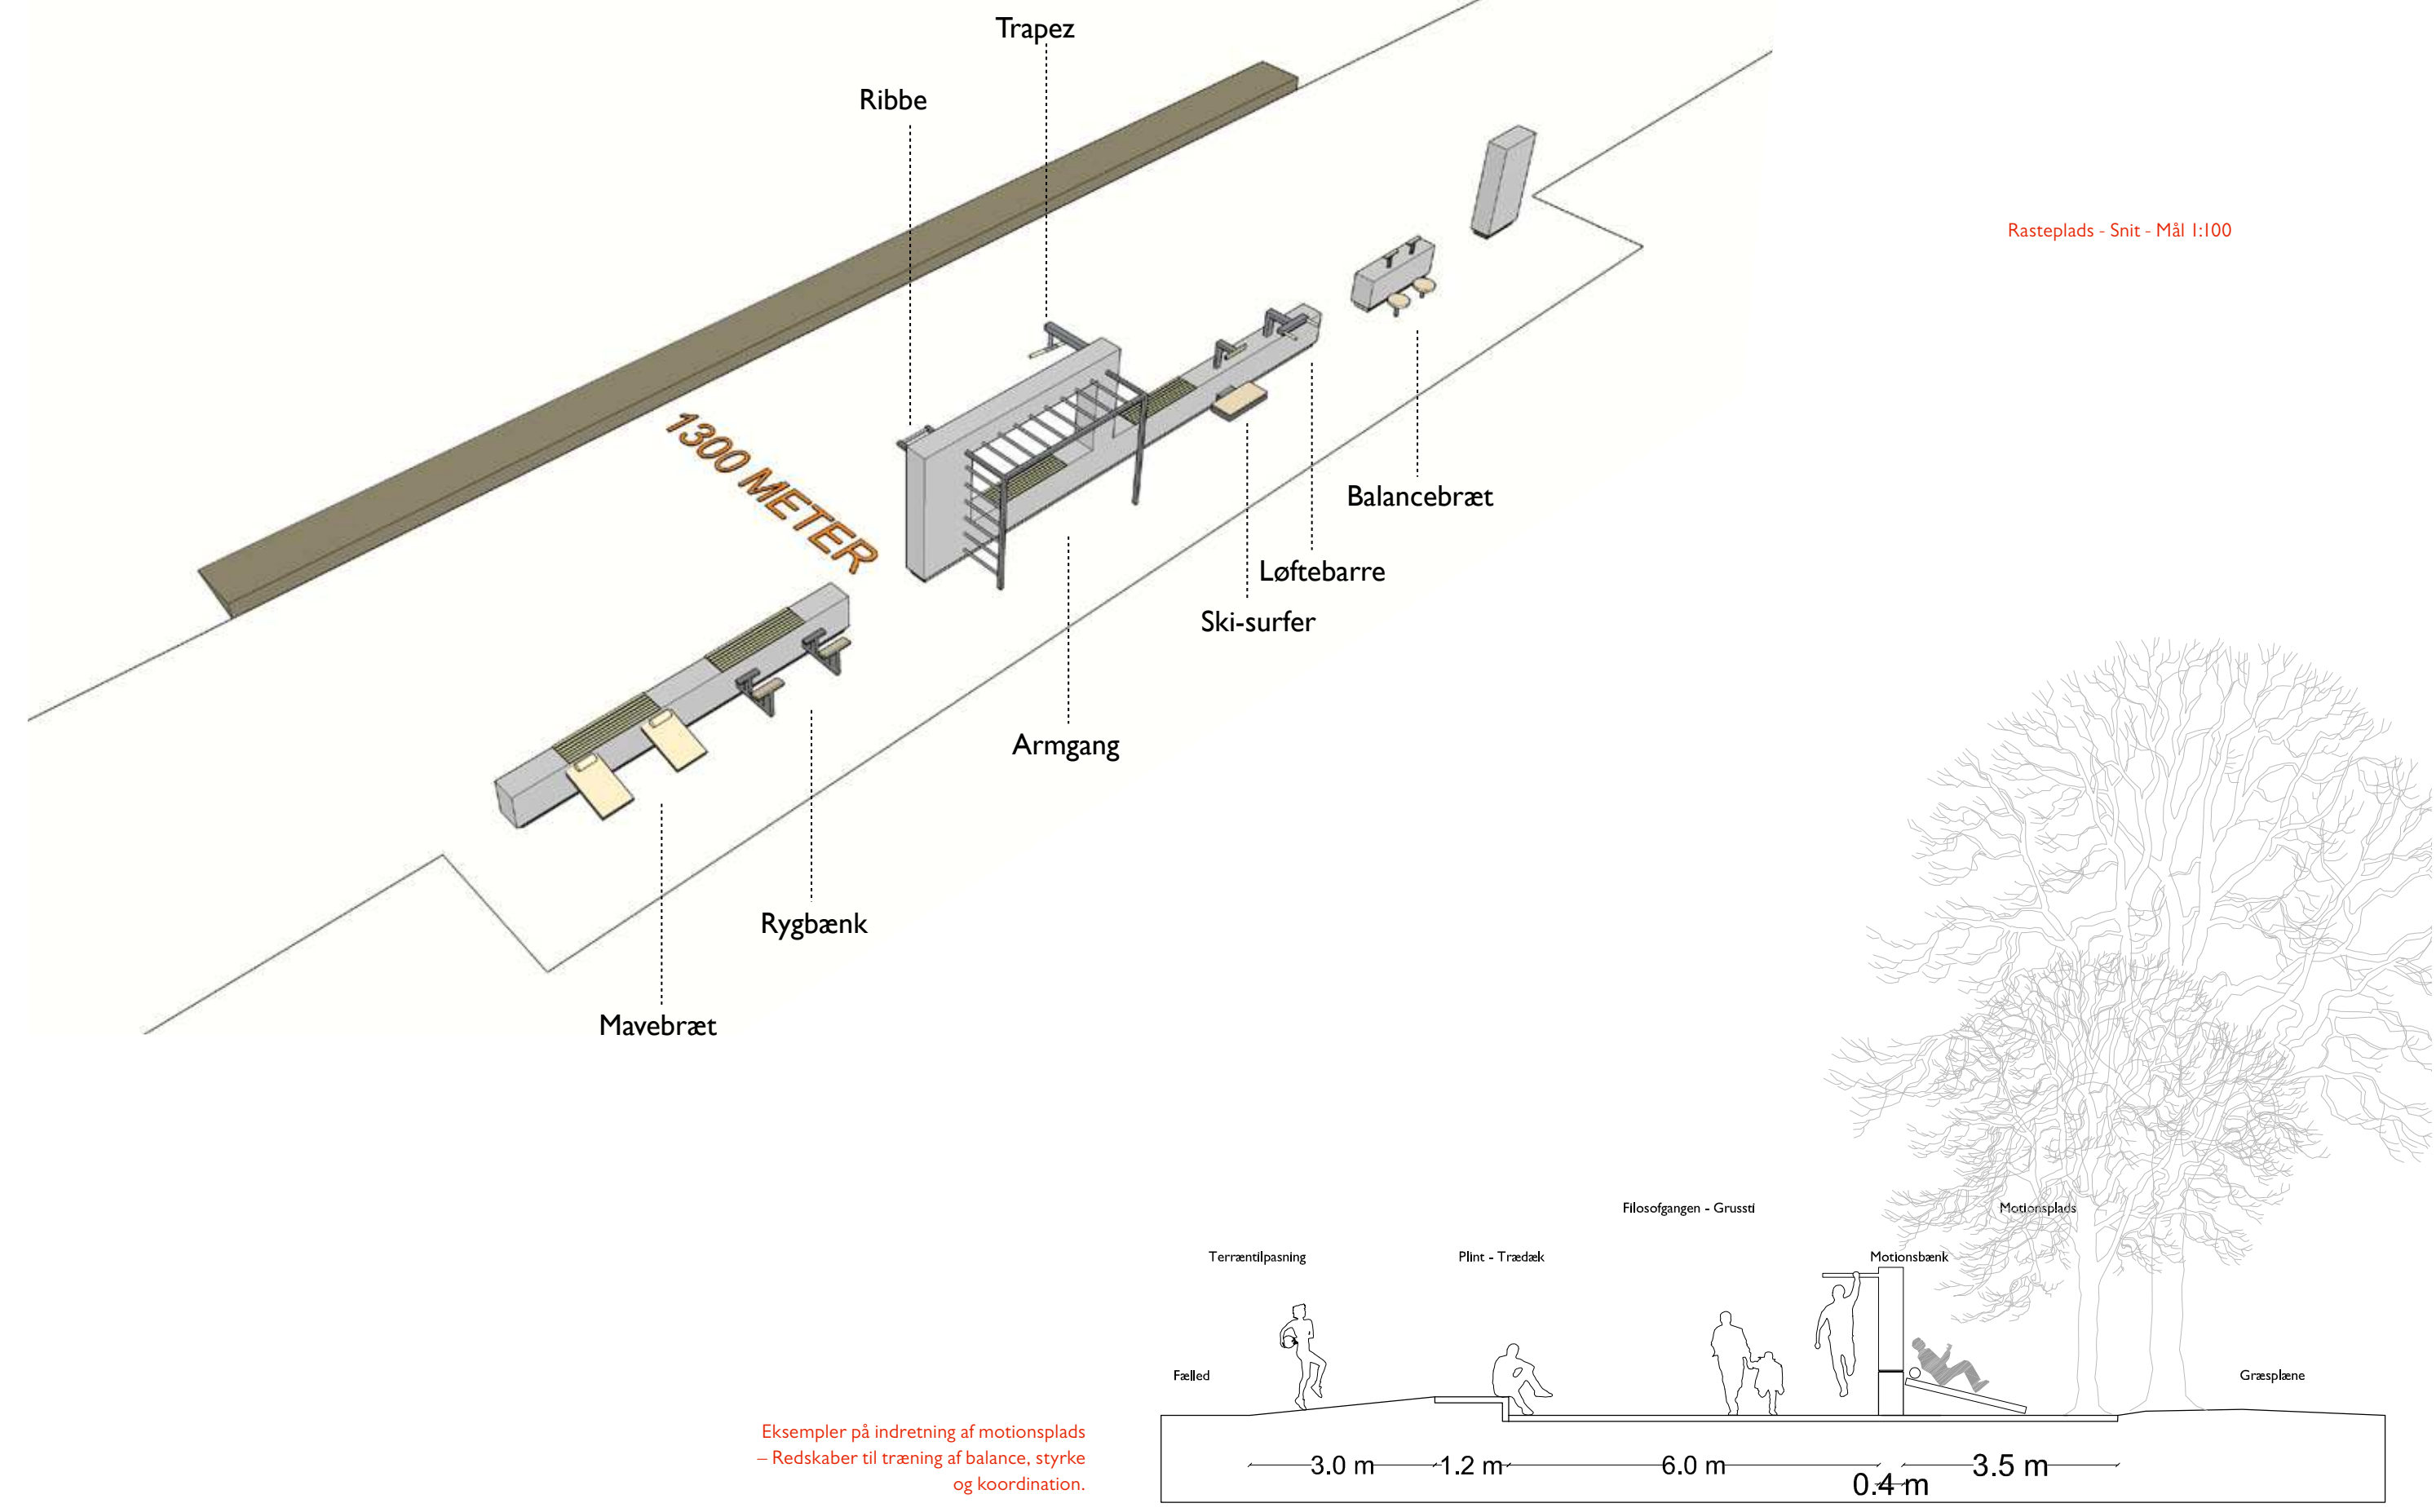 Trapez
Ribbe
Rasteplads - Snit - Mål 1:100
1300 METER
Balancebræt
Løftebarre
Ski-surfer
Armgang
Rygbænk
Mavebræt
Filosofgangen - Grussti
Motionsplads
Terræntilpasning
Plint - Trædæk
Motionsbænk
Fælled
Græsplæne
Eksempler på indretning af motionsplads
– Redskaber til træning af balance, styrke
og koordination.
3.0 m
1.2 m
6.0 m
0.4 m
3.5 m